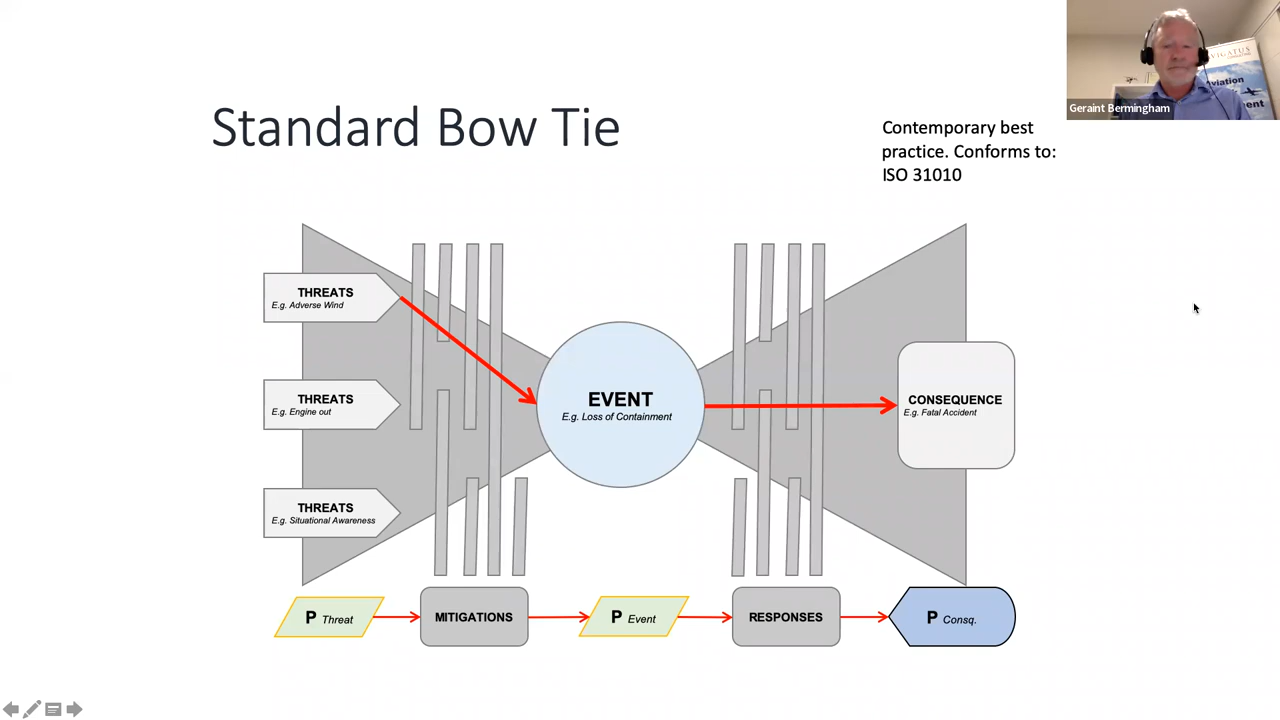 Standard Bow Tie
Contemporary best
practice. Conforms to:
ISO 31010
Geraint Bermingham
THREATS
E.g. Adverse Wind
THREATS
E.g. Engine out
THREATS
E.g. Situational Awareness
EVENT
E.g. Loss of Containment
CONSEQUENCE
E.g. Fatal Accident
P Threat
MITIGATIONS
P Event
RESPONSES
P Consq.